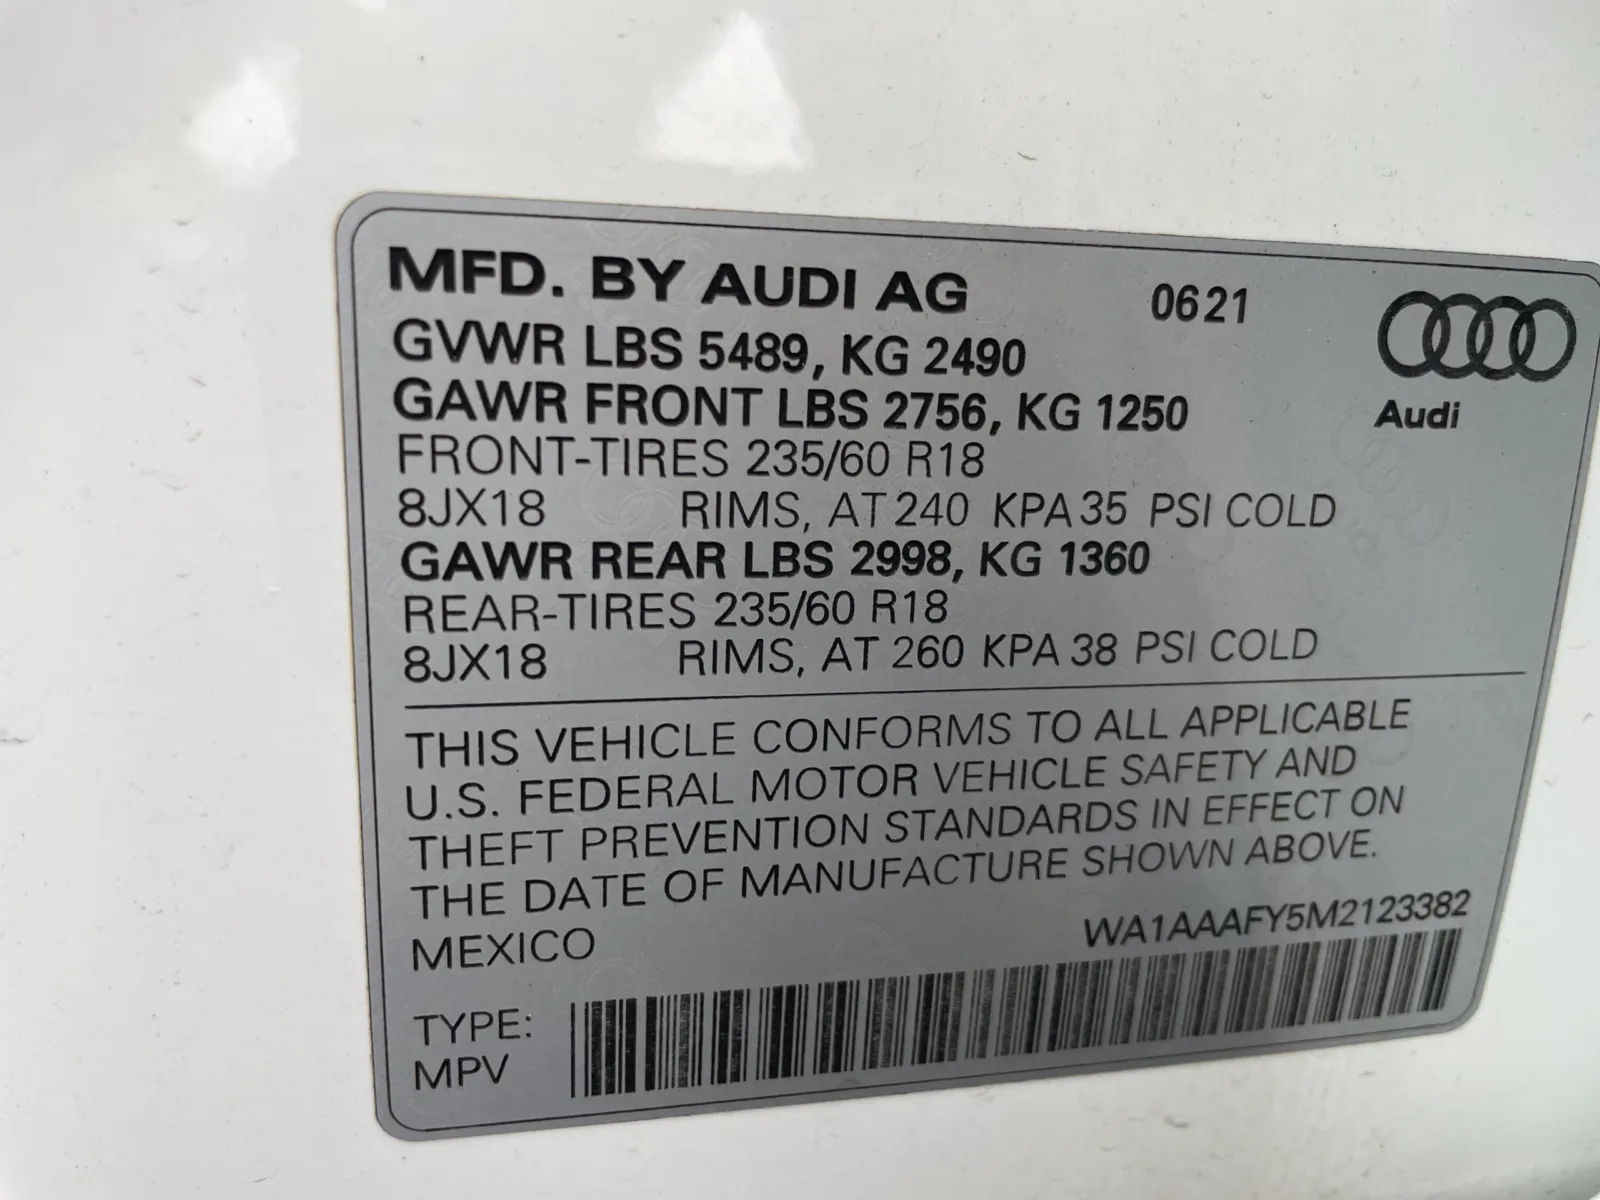 MFD. BY AUDI AG 0621
GVWR LBS 5489, KG 2490
GAWR FRONT LBS 2756, KG 1250
Audi
FRONT-TIRES 235/60 R18
8JX18 RIMS, AT 240 KPA 35 PSI COLD
GAWR REAR LBS 2998, KG 1360
REAR-TIRES 235/60 R18
8JX18 RIMS, AT 260 KPA 38 PSI COLD
THIS VEHICLE CONFORMS TO ALL APPLICABLE
U.S. FEDERAL MOTOR VEHICLE SAFETY AND
THEFT PREVENTION STANDARDS IN EFFECT ON
THE DATE OF MANUFACTURE SHOWN ABOVE.
MEXICO WA1AAAFY5M2123382
TYPE:
MPV